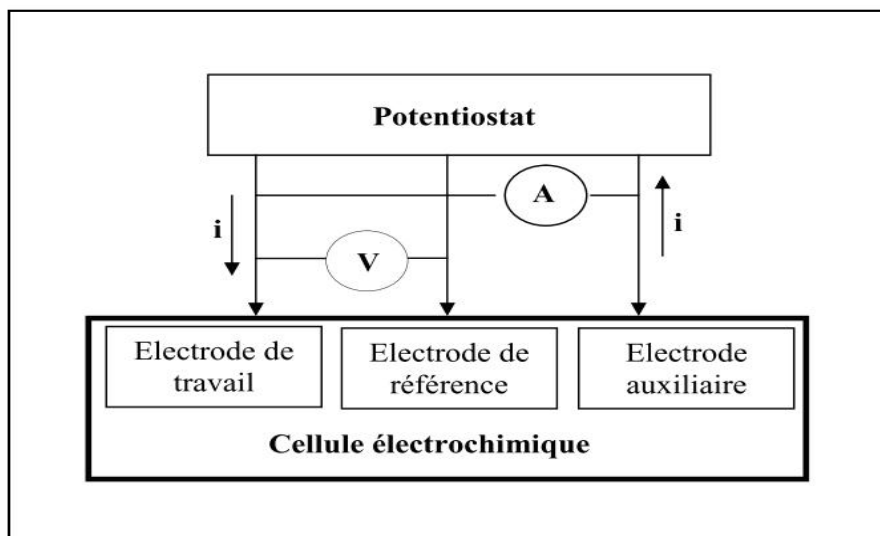 Potentiostat
A
i
i
V
Electrode de
travail
Electrode de
référence
Electrode
auxiliaire
Cellule électrochimique